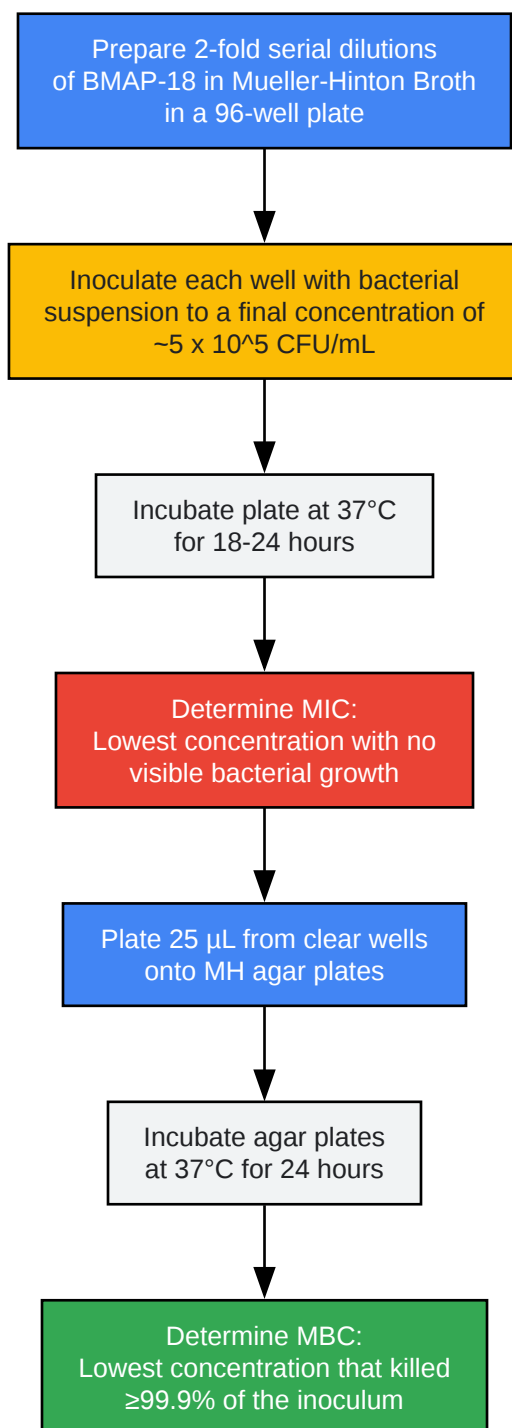 Prepare 2-fold serial dilutions
of BMAP-18 in Mueller-Hinton Broth
in a 96-well plate
Inoculate each well with bacterial
suspension to a final concentration of
~5 x 10^5 CFU/mL
Incubate plate at 37°C
for 18-24 hours
Determine MIC:
Lowest concentration with no
visible bacterial growth
Plate 25 µL from clear wells
onto MH agar plates
Incubate agar plates
at 37°C for 24 hours
Determine MBC:
Lowest concentration that killed
≥99.9% of the inoculum